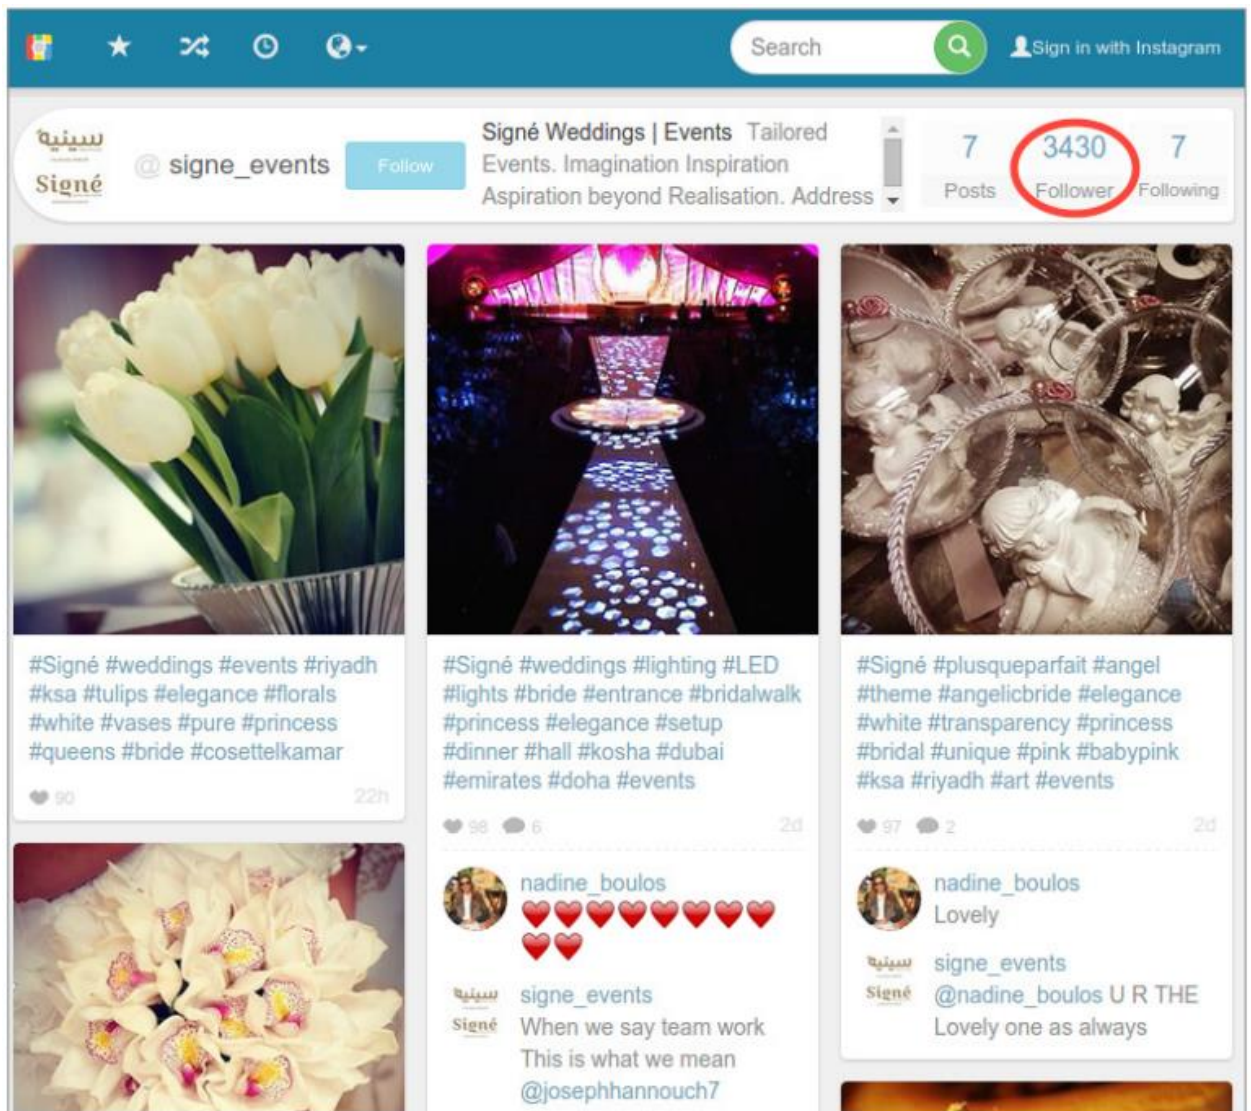 Search
Sign in with Instagram
سينيه
Signé
@ signe_events
Follow
Signé Weddings | Events Tailored
Events. Imagination Inspiration
Aspiration beyond Realisation. Address
7
Posts
3430
Follower
7
Following
#Signé #weddings #events #riyadh
#ksa #tulips #elegance #florals
#white #vases #pure #princess
#queens #bride #cosettelkamar
90
22h
#Signé #weddings #lighting #LED
#lights #bride #entrance #bridalwalk
#princess #elegance #setup
#dinner #hall #kosha #dubai
#emirates #doha #events
98 6
2d
nadine_boulos
❤❤❤❤❤❤❤❤
❤❤
سينيه
Signé
signe_events
When we say team work
This is what we mean
@josephhannouch7
#Signé #plusqueparfait #angel
#theme #angelicbride #elegance
#white #transparency #princess
#bridal #unique #pink #babypink
#ksa #riyadh #art #events
97 2
2d
nadine_boulos
Lovely
سينيه
Signé
signe_events
@nadine_boulos U R THE
Lovely one as always